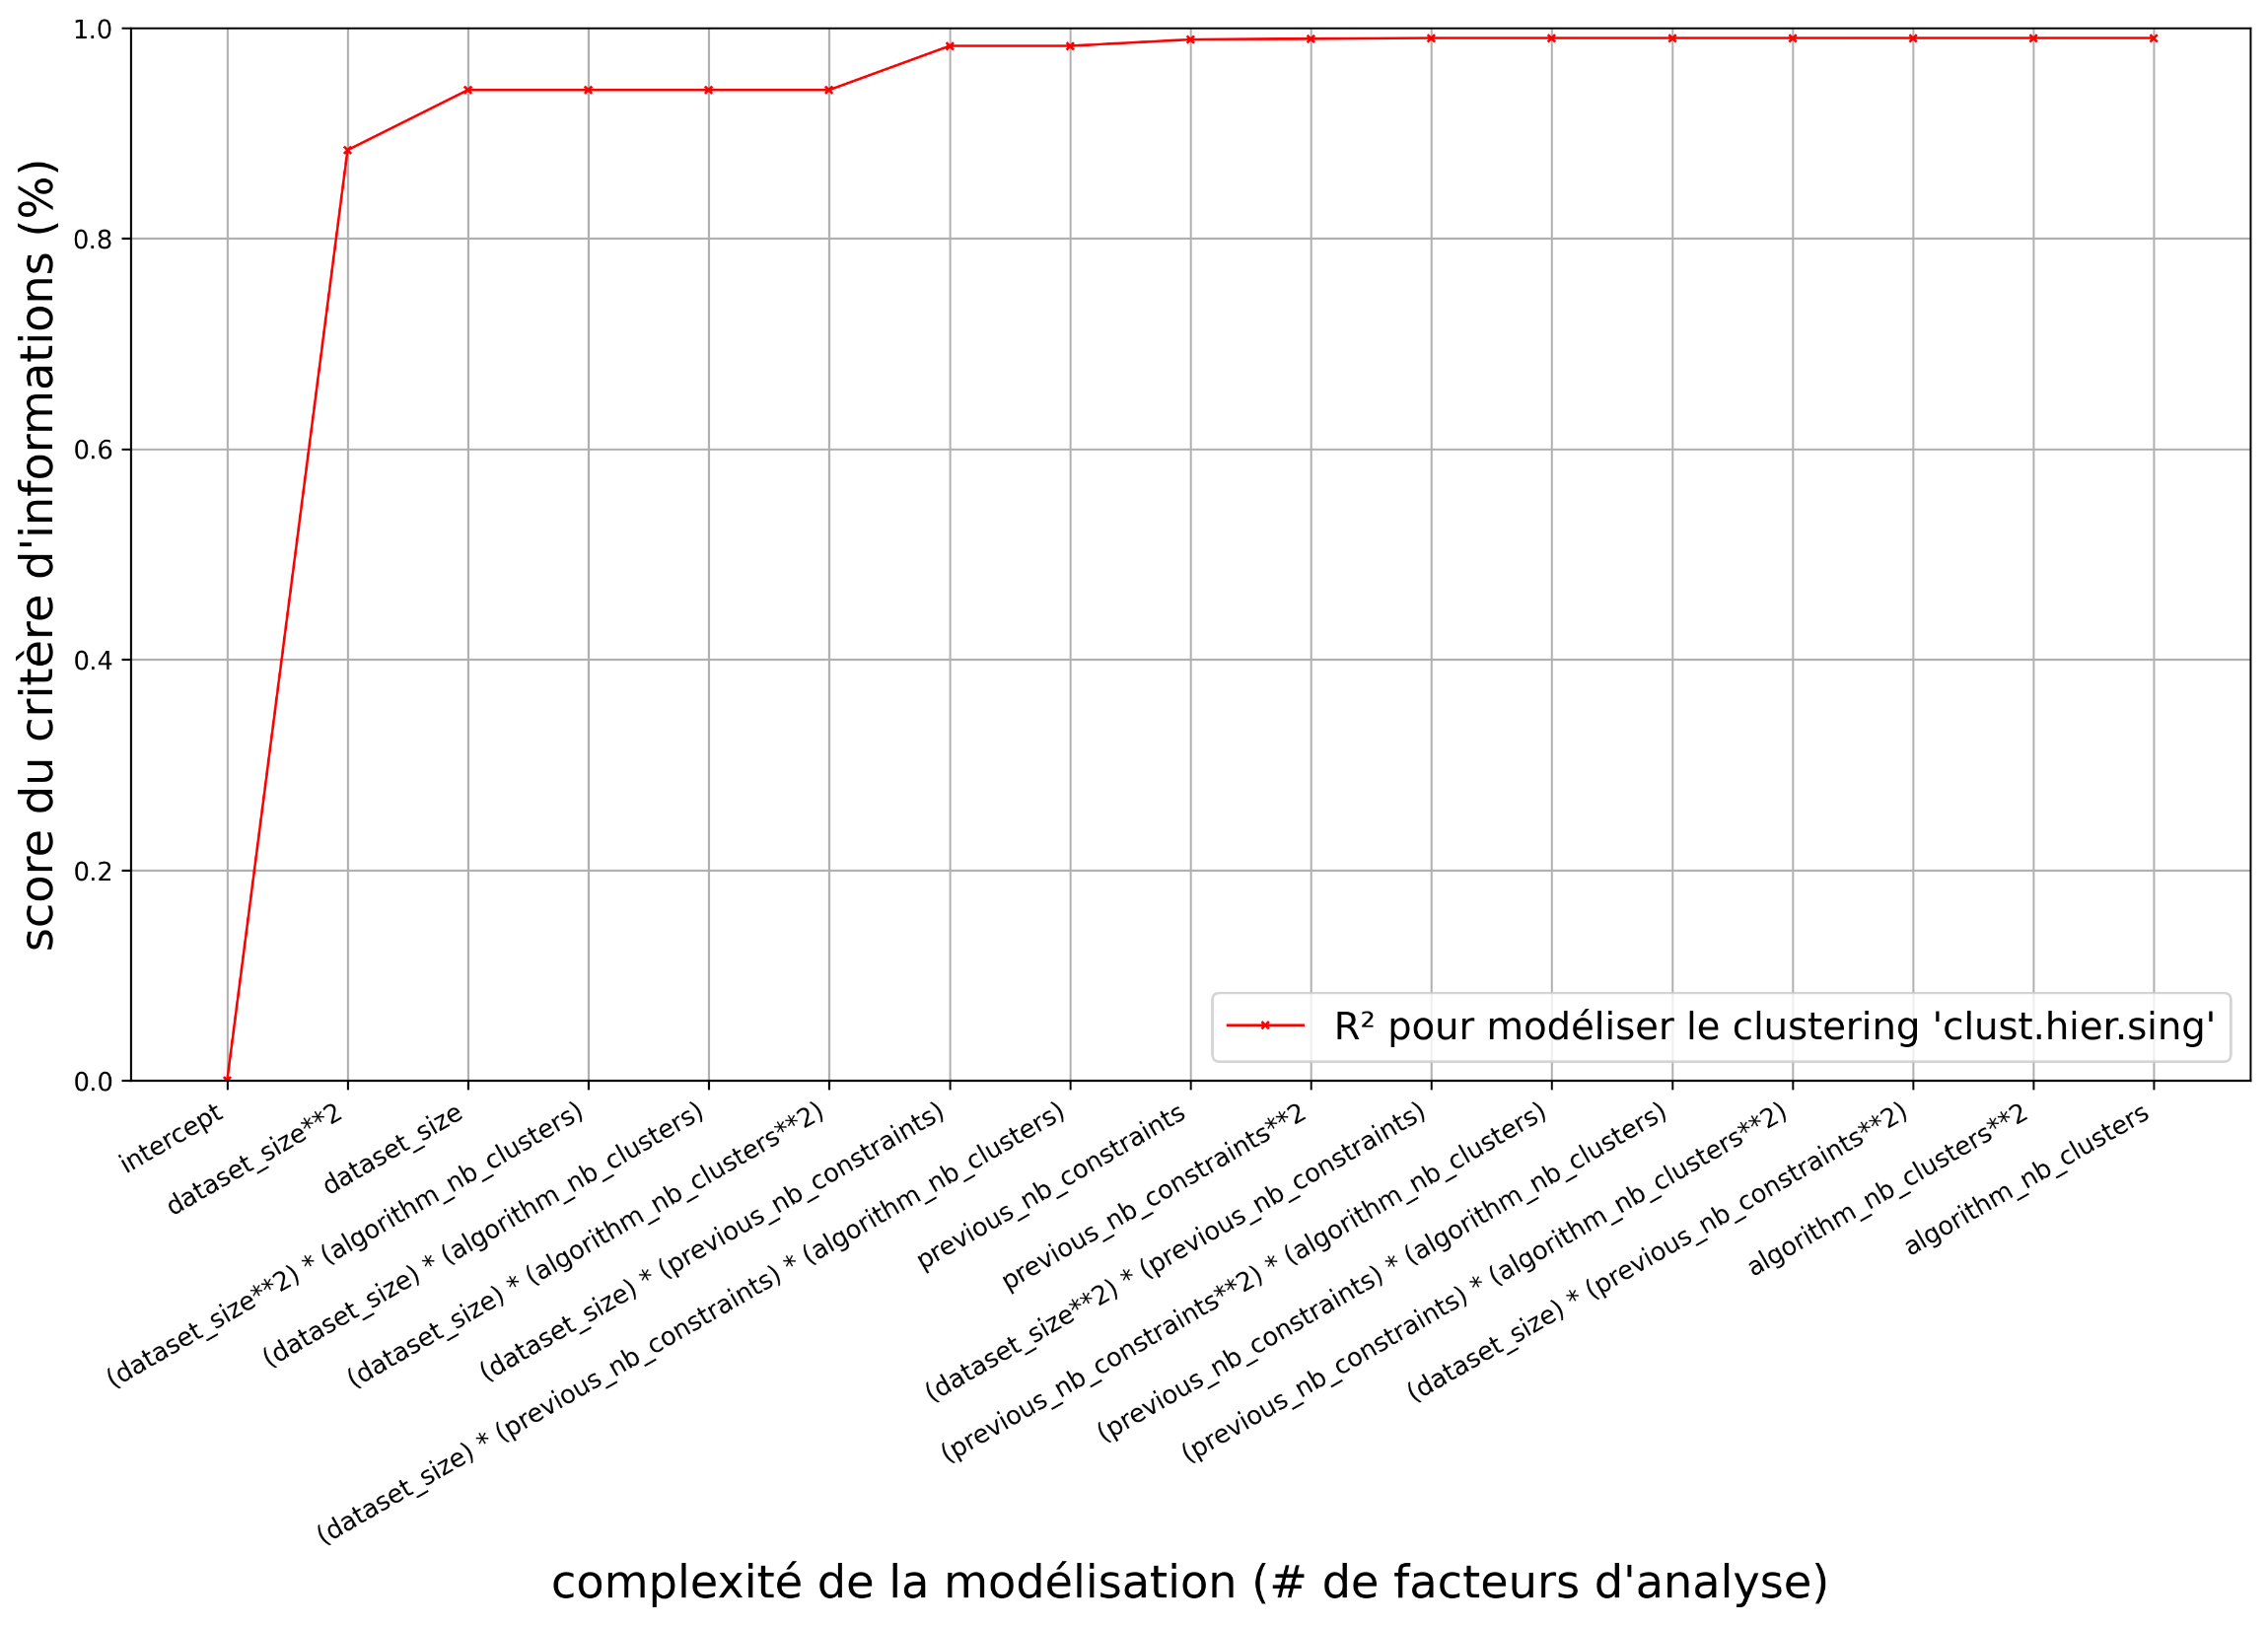 score du critère d'informations (%)
1.0
0.8
0.6
0.4
0.2
0.0
R² pour modéliser le clustering 'clust.hier.sing'
intercept
dataset_size**2
dataset_size
(dataset_size**2) * (algorithm_nb_clusters)
(dataset_size) * (algorithm_nb_clusters)
(dataset_size) * (algorithm_nb_clusters**2)
(dataset_size) * (previous_nb_constraints)
(dataset_size) * (previous_nb_constraints) * (algorithm_nb_clusters)
previous_nb_constraints
previous_nb_constraints**2
(dataset_size**2) * (previous_nb_constraints)
(previous_nb_constraints**2) * (algorithm_nb_clusters)
(previous_nb_constraints) * (algorithm_nb_clusters)
(previous_nb_constraints) * (algorithm_nb_clusters**2)
(dataset_size) * (previous_nb_constraints**2)
algorithm_nb_clusters**2
algorithm_nb_clusters
complexité de la modélisation (# de facteurs d'analyse)